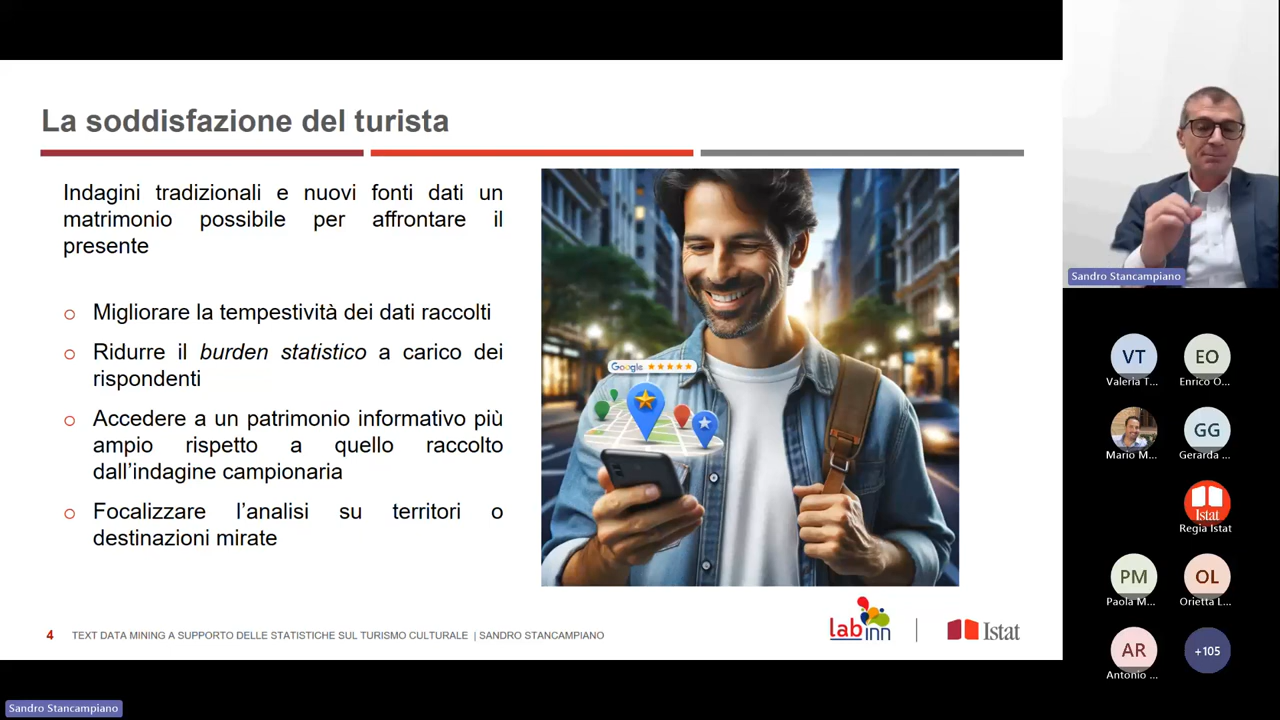 La soddisfazione del turista
Indagini tradizionali e nuovi fonti dati un
matrimonio possibile per affrontare il
presente
o Migliorare la tempestività dei dati raccolti
o Ridurre il burden statistico a carico dei
rispondenti
o Accedere a un patrimonio informativo più
ampio rispetto a quello raccolto
dall'indagine campionaria
o Focalizzare l'analisi su territori o
destinazioni mirate
Google
4 TEXT DATA MINING A SUPPORTO DELLE STATISTICHE SUL TURISMO CULTURALE | SANDRO STANCAMPIANO
lab inn
Istat
Sandro Stancampiano
VT
EO
Valeria T...
Enrico O...
GG
Mario M...
Gerarda ...
Istat
Regia Istat
PM
OL
Paola M...
Orietta L...
AR
+105
Antonio ...
Sandro Stancampiano